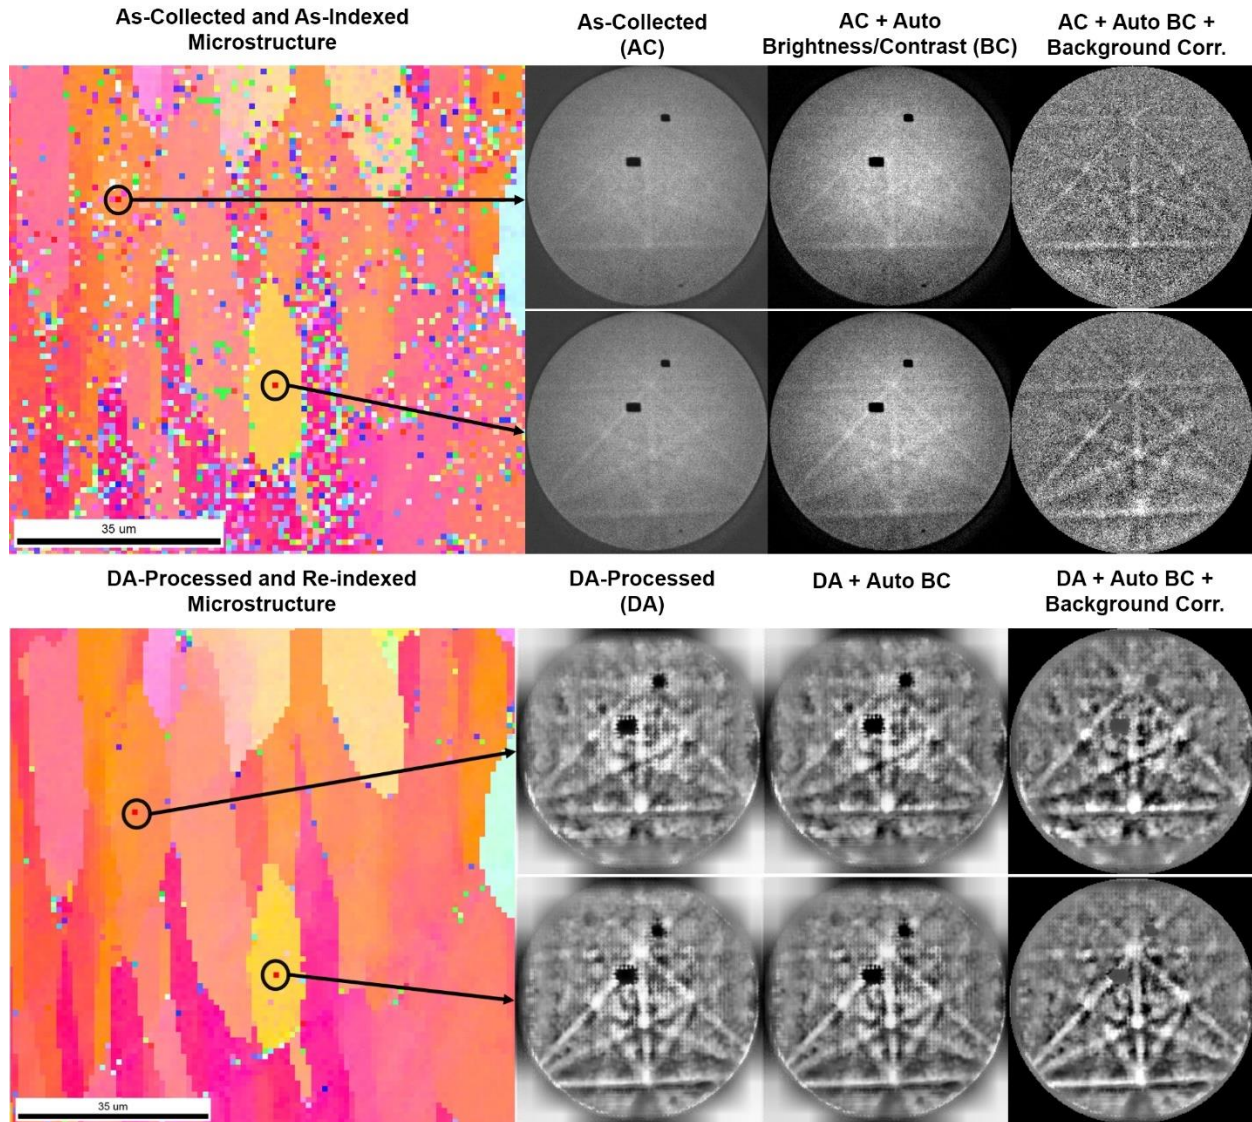 As-Collected and As-Indexed
Microstructure
As-Collected
(AC)
AC + Auto
Brightness/Contrast (BC)
AC + Auto BC +
Background Corr.
35 um
DA-Processed and Re-indexed
Microstructure
DA-Processed
(DA)
DA + Auto BC
DA + Auto BC +
Background Corr.
35 um